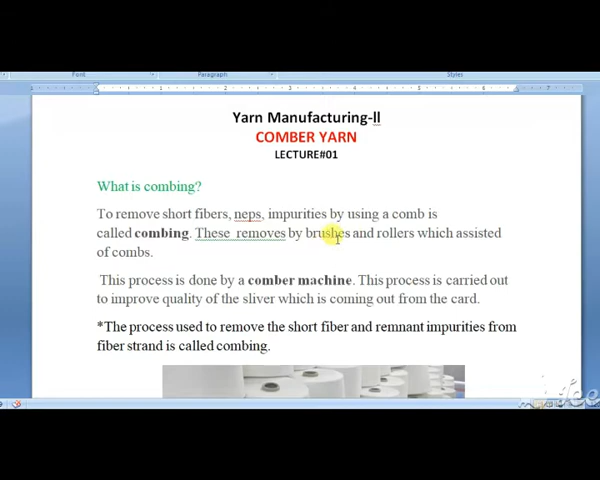 Font Paragraph Styles
Yarn Manufacturing-ll
COMBER YARN
LECTURE#01
What is combing?
To remove short fibers, neps, impurities by using a comb is
called combing. These removes by brushes and rollers which assisted
of combs.
This process is done by a comber machine. This process is carried out
to improve quality of the sliver which is coming out from the card.
*The process used to remove the short fiber and remnant impurities from
fiber strand is called combing.